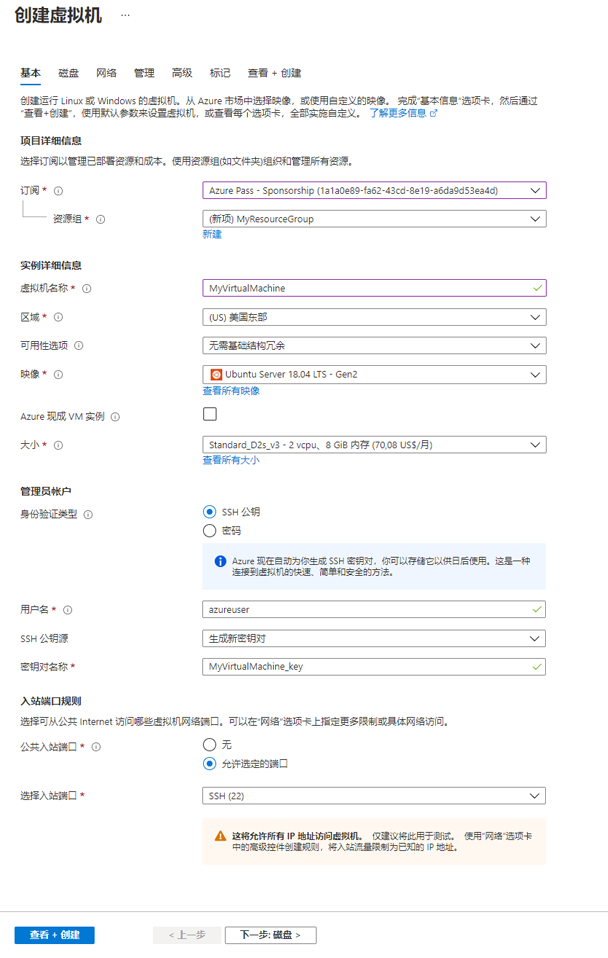 创建虚拟机 ...
基本 磁盘 网络 管理 高级 标记 查看 + 创建
创建运行 Linux 或 Windows 的虚拟机。从 Azure 市场中选择映像，或使用自定义的映像。 完成“基本信息”选项卡，然后通过
“查看+创建”，使用默认参数来设置虚拟机，或查看每个选项卡，全部实施自定义。 了解更多信息
项目详细信息
选择订阅以管理已部署资源和成本。使用资源组(如文件夹)组织和管理所有资源。
订阅 * Azure Pass - Sponsorship (1a1a0e89-fa62-43cd-8e19-a6da9d53ea4d)
资源组 * (新项) MyResourceGroup
新建
实例详细信息
虚拟机名称 * MyVirtualMachine
区域 * (US) 美国东部
可用性选项 无需基础结构冗余
映像 * Ubuntu Server 18.04 LTS - Gen2
查看所有映像
Azure 现成 VM 实例
大小 * Standard_D2s_v3 - 2 vcpu、8 GiB 内存 (70,08 US$/月)
查看所有大小
管理员帐户
身份验证类型 SSH 公钥
密码
Azure 现在自动为你生成 SSH 密钥对，你可以存储它以供日后使用。这是一种
连接到虚拟机的快速、简单和安全的方法。
用户名 * azureuser
SSH 公钥源 生成新密钥对
密钥对名称 * MyVirtualMachine_key
入站端口规则
选择可从公共 Internet 访问哪些虚拟机网络端口。可以在“网络”选项卡上指定更多限制或具体网络访问。
公共入站端口 * 无
允许选定的端口
选择入站端口 * SSH (22)
这将允许所有 IP 地址访问虚拟机。 仅建议将此用于测试。 使用“网络”选项卡
中的高级控件创建规则，将入站流量限制为已知的 IP 地址。
查看 + 创建 < 上一步 下一步: 磁盘 >